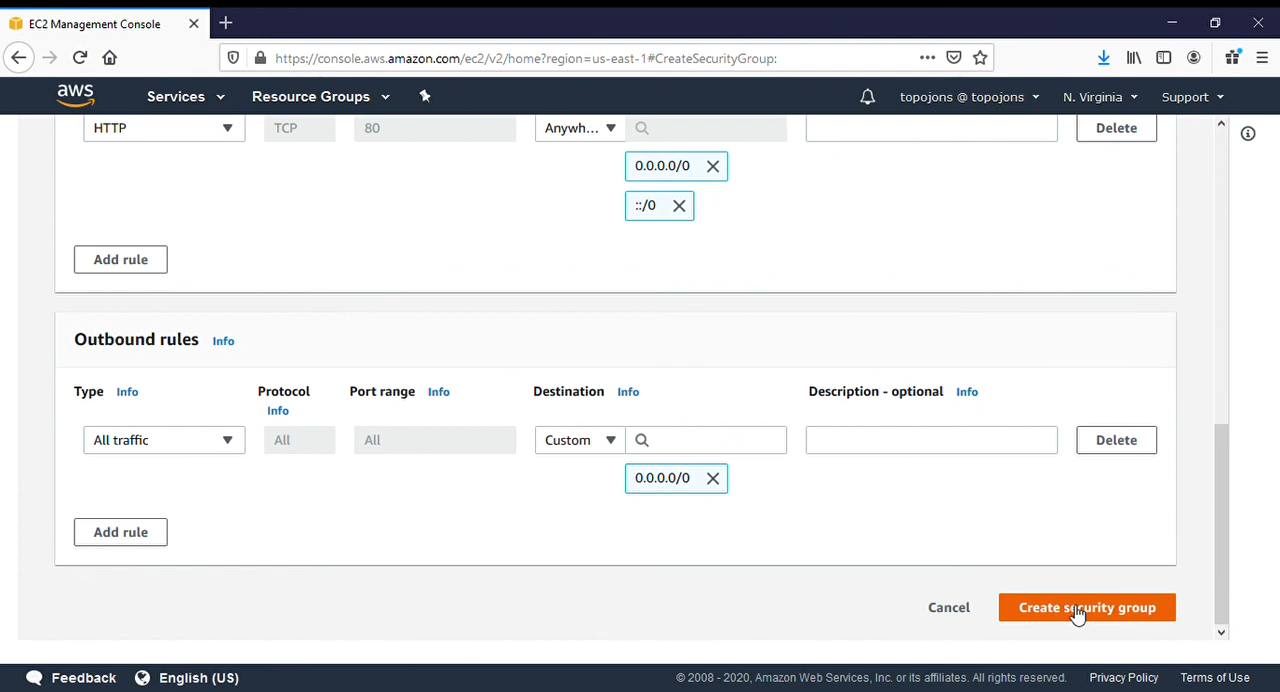 EC2 Management Console
https://console.aws.amazon.com/ec2/v2/home?region=us-east-1#CreateSecurityGroup:
aws Services Resource Groups topojons @ topojons N. Virginia Support
HTTP TCP 80 Anywh... Delete
0.0.0.0/0
::/0
Add rule
Outbound rules Info
Type Info Protocol Info Port range Info Destination Info Description - optional Info
All traffic All All Custom Delete
0.0.0.0/0
Add rule
Cancel Create security group
Feedback English (US) © 2008 - 2020, Amazon Web Services, Inc. or its affiliates. All rights reserved. Privacy Policy Terms of Use